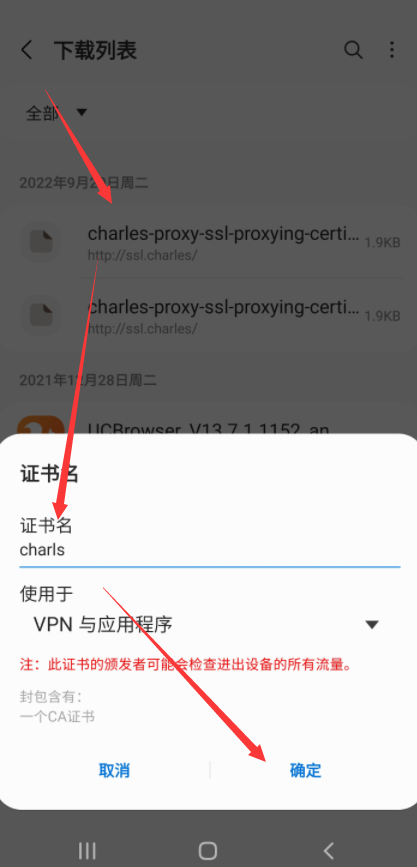 下载列表
全部
2022年9月20日周二
charles-proxy-ssl-proxying-certi...
1.9KB
http://ssl.charles/
charles-proxy-ssl-proxying-certi...
1.9KB
http://ssl.charles/
2021年12月28日周二
UCBrowser_V13.7.1.1152_an
证书名
证书名
charls
使用于
VPN 与应用程序
注：此证书的颁发者可能会检查进出设备的所有流量。
封包含有：
一个CA证书
取消
确定